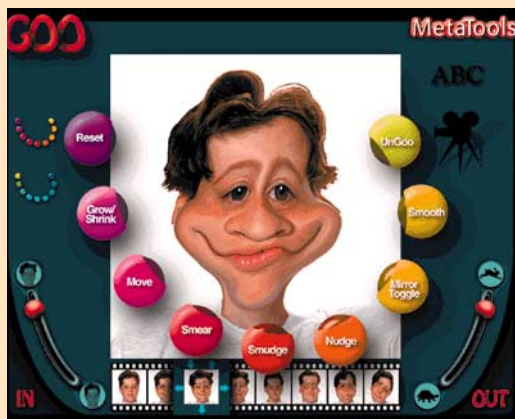 GOO
MetaTools
ABC
Reset
UnGoo
Grow/
Shrink
Smooth
Move
Mirror
Toggle
Smear
Smudge
Nudge
IN
OUT